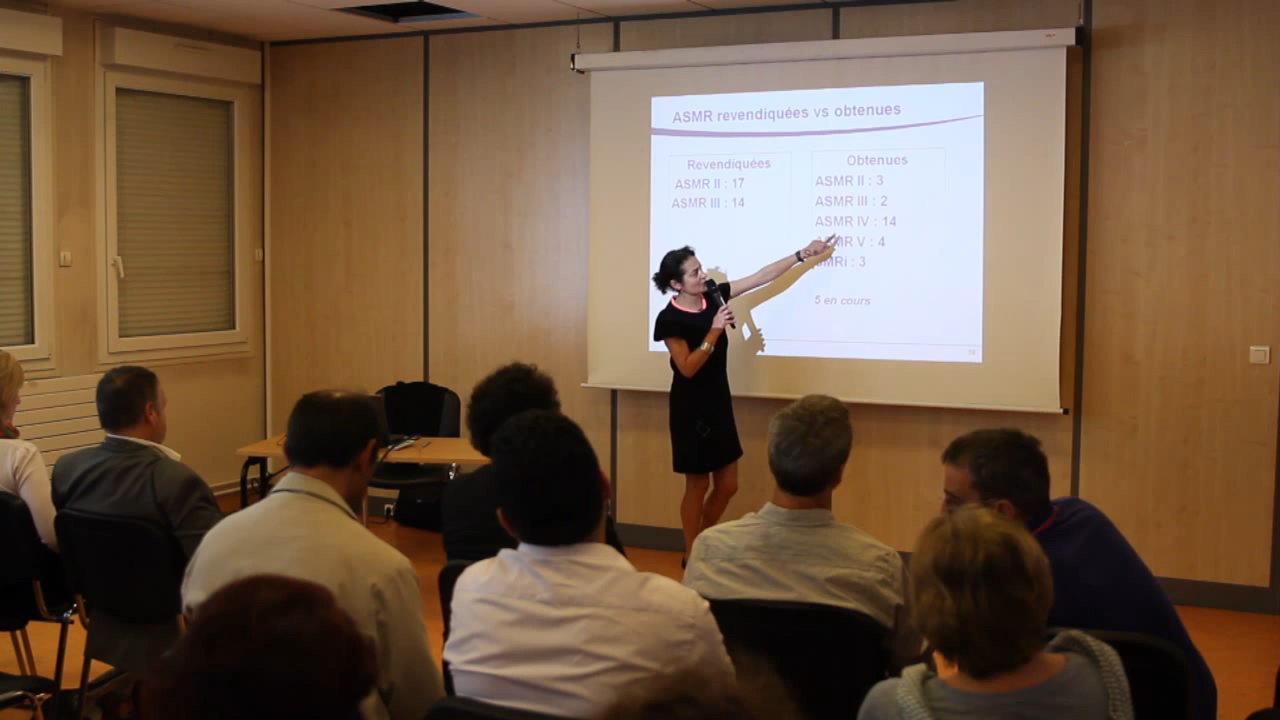 ASMR revendiquées vs obtenues
Revendiquées
ASMR II : 17
ASMR III : 14
Obtenues
ASMR II : 3
ASMR III : 2
ASMR IV : 14
ASMR V : 4
ASMRi : 3
5 en cours